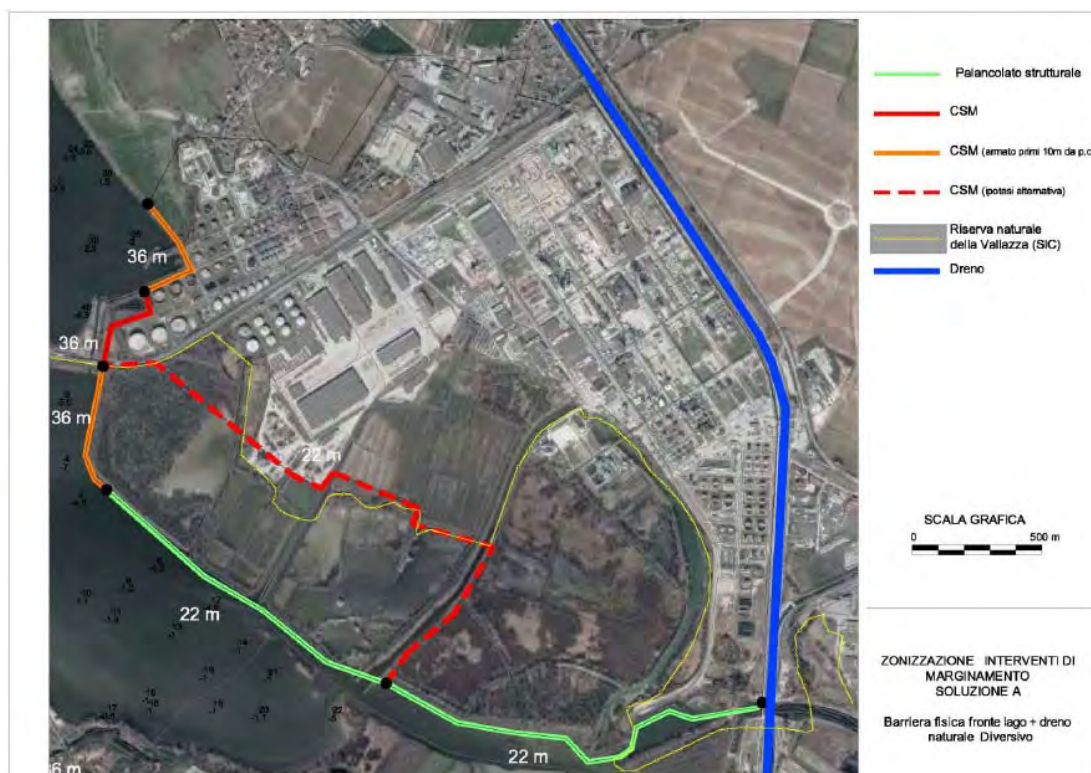 Palancolato strutturale
CSM
CSM (armato primi 10m da p.c
CSM (ipotasi alternativa)
Riserva naturale
della Vallazza (SIC)
Dreno
36 m
36 m
36 m
22 m
22 m
22 m
SCALA GRAFICA
0 500 m
ZONIZZAZIONE INTERVENTI DI
MARGINAMENTO
SOLUZIONE A
Barriera fisica fronte lago + dreno
naturale Diversivo
36 m